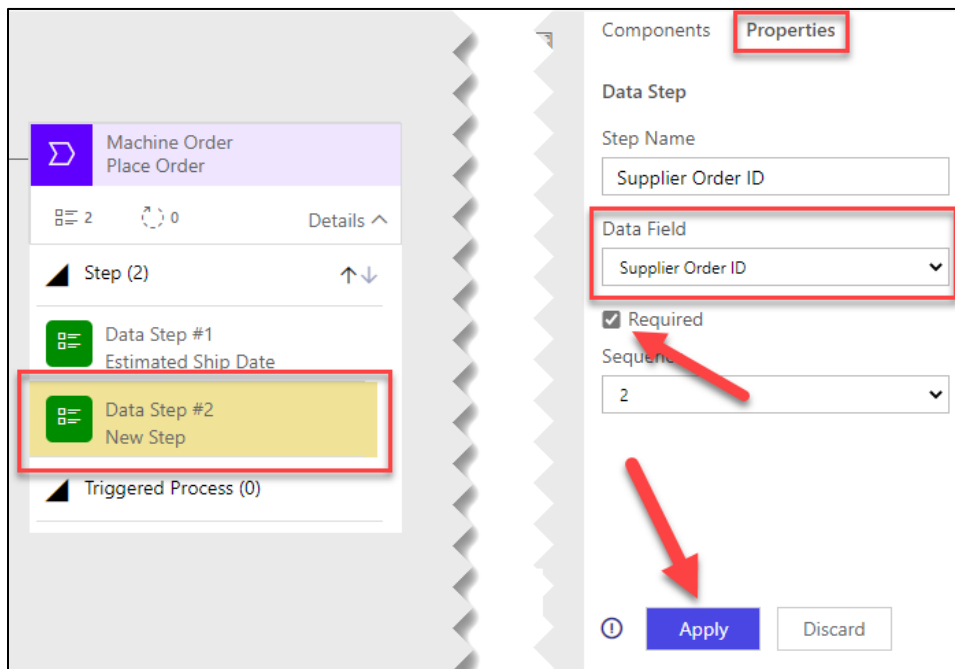 Machine Order
Place Order
2
0
Details
Step (2)
Data Step #1
Estimated Ship Date
Data Step #2
New Step
Triggered Process (0)
Components Properties
Data Step
Step Name
Supplier Order ID
Data Field
Supplier Order ID
Required
2
Apply Discard